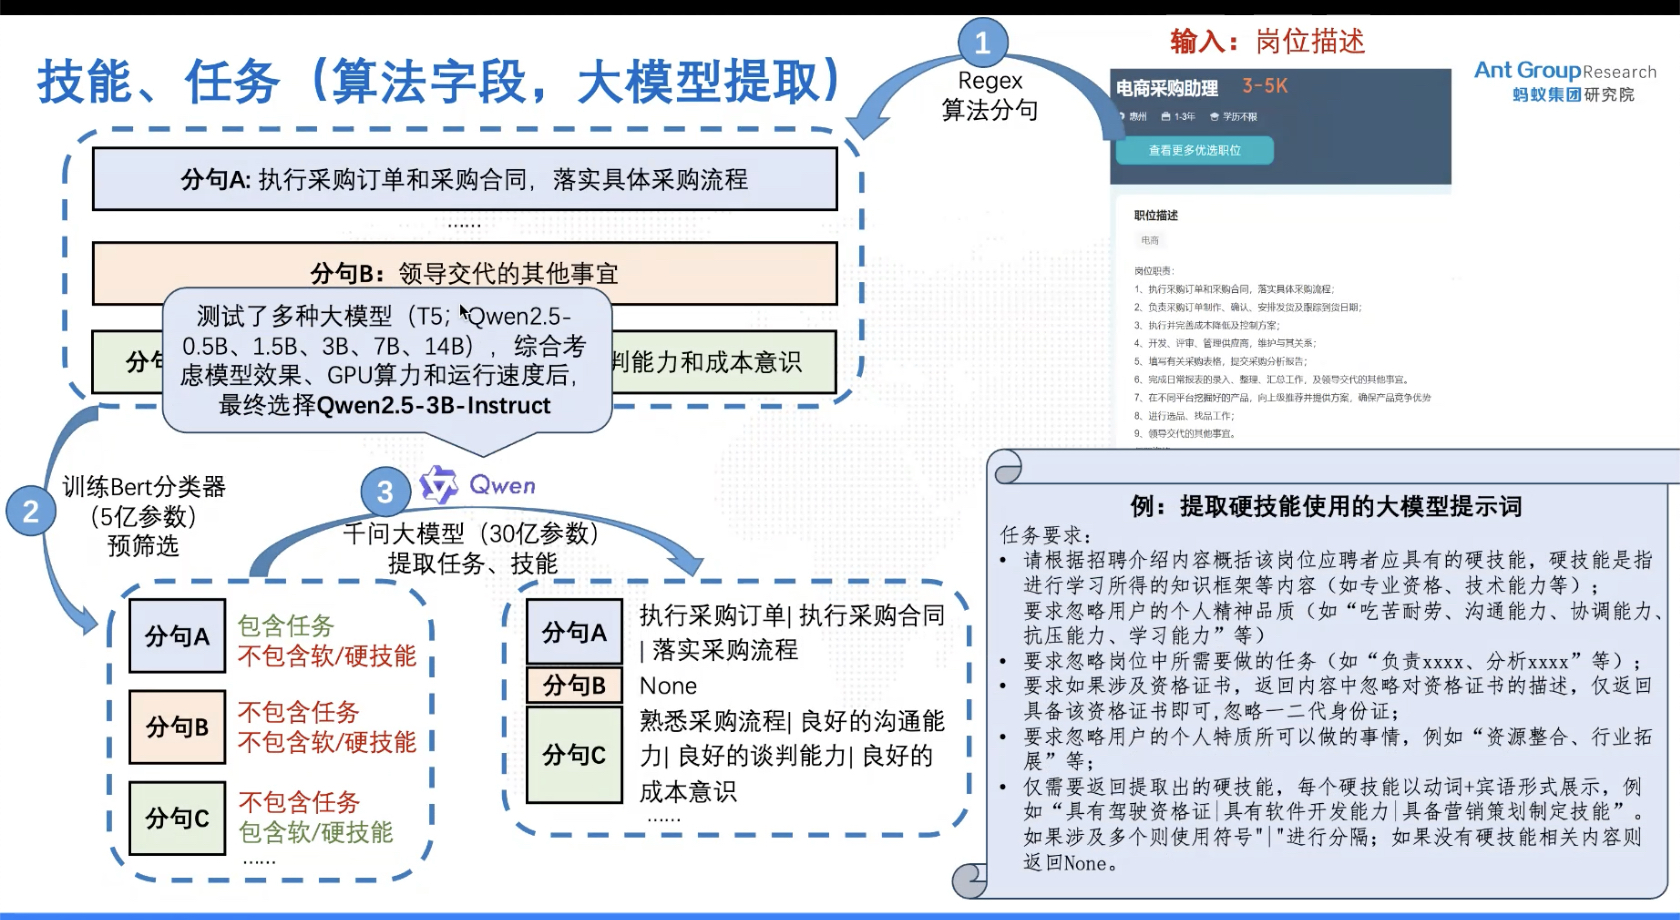 技能、任务（算法字段，大模型提取）
1
Regex
算法分句
输入：岗位描述
Ant Group Research
蚂蚁集团研究院
电商采购助理 3-5K
惠州 1-3年 学历不限
查看更多优选职位
职位描述
电商
岗位职责：
1、执行采购订单和采购合同，落实具体采购流程；
2、负责采购订单制作、确认、安排发货及跟踪到货日期；
3、执行并完善成本降低及控制方案；
4、开发、评审、管理供应商，维护与其关系；
5、填写有关采购表格，提交采购分析报告；
6、完成日常报表的录入、整理、汇总工作，及领导交代的其他事宜。
7、在不同平台挖掘好的产品，向上级推荐并提供方案，确保产品竞争优势
8、进行选品、找品工作；
9、领导交代的其他事宜。
分句A: 执行采购订单和采购合同，落实具体采购流程
......
分句B：领导交代的其他事宜
分
判能力和成本意识
测试了多种大模型（T5；Qwen2.5-
0.5B、1.5B、3B、7B、14B），综合考
虑模型效果、GPU算力和运行速度后，
最终选择Qwen2.5-3B-Instruct
2
训练Bert分类器
（5亿参数）
预筛选
3
Qwen
千问大模型（30亿参数）
提取任务、技能
分句A
包含任务
不包含软/硬技能
分句B
不包含任务
不包含软/硬技能
分句C
不包含任务
包含软/硬技能
......
分句A
执行采购订单| 执行采购合同
| 落实采购流程
分句B
None
分句C
熟悉采购流程| 良好的沟通能
力| 良好的谈判能力| 良好的
成本意识
......
例：提取硬技能使用的大模型提示词
任务要求：
• 请根据招聘介绍内容概括该岗位应聘者应具有的硬技能，硬技能是指
进行学习所得的知识框架等内容（如专业资格、技术能力等）；
要求忽略用户的个人精神品质（如“吃苦耐劳、沟通能力、协调能力、
抗压能力、学习能力”等）
• 要求忽略岗位中所需要做的任务（如“负责xxxx、分析xxxx”等）；
• 要求如果涉及资格证书，返回内容中忽略对资格证书的描述，仅返回
具备该资格证书即可,忽略一二代身份证；
• 要求忽略用户的个人特质所可以做的事情，例如“资源整合、行业拓
展”等；
• 仅需要返回提取出的硬技能，每个硬技能以动词+宾语形式展示，例
如“具有驾驶资格证|具有软件开发能力|具备营销策划制定技能”。
如果涉及多个则使用符号"|"进行分隔；如果没有硬技能相关内容则
返回None。